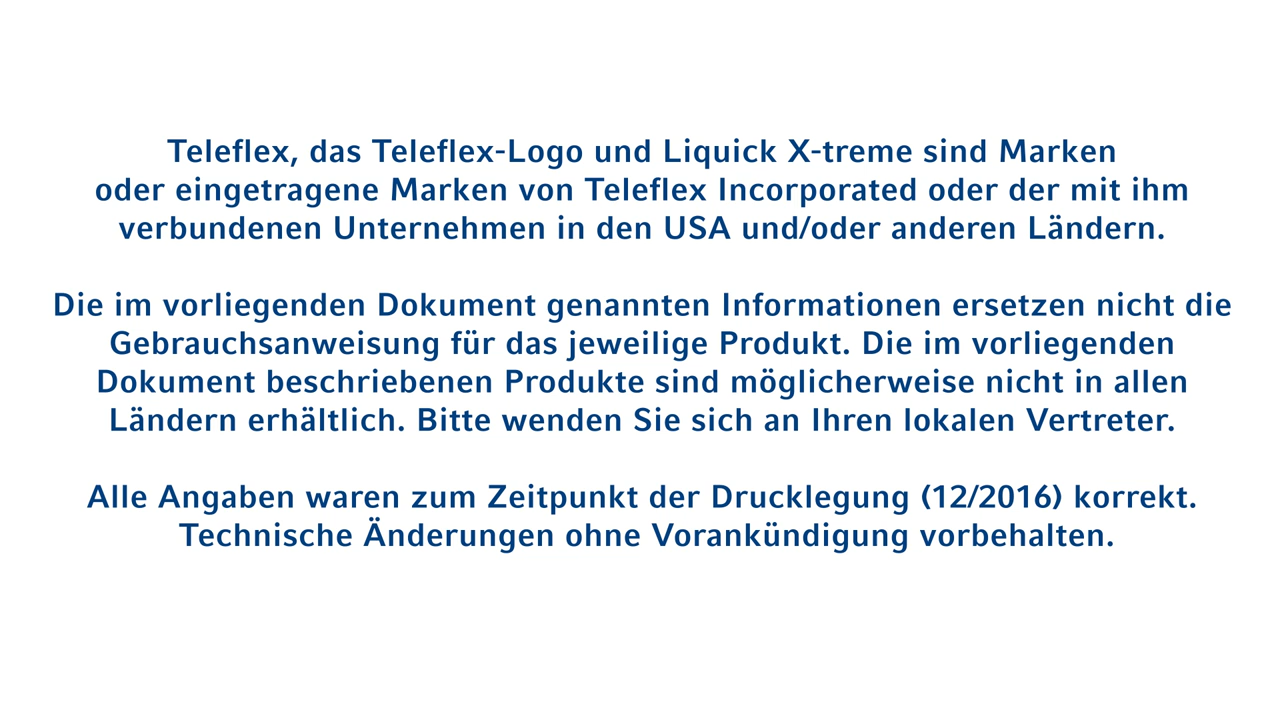 Teleflex, das Teleflex-Logo und Liquick X-treme sind Marken
oder eingetragene Marken von Teleflex Incorporated oder der mit ihm
verbundenen Unternehmen in den USA und/oder anderen Ländern.
Die im vorliegenden Dokument genannten Informationen ersetzen nicht die
Gebrauchsanweisung für das jeweilige Produkt. Die im vorliegenden
Dokument beschriebenen Produkte sind möglicherweise nicht in allen
Ländern erhältlich. Bitte wenden Sie sich an Ihren lokalen Vertreter.
Alle Angaben waren zum Zeitpunkt der Drucklegung (12/2016) korrekt.
Technische Änderungen ohne Vorankündigung vorbehalten.